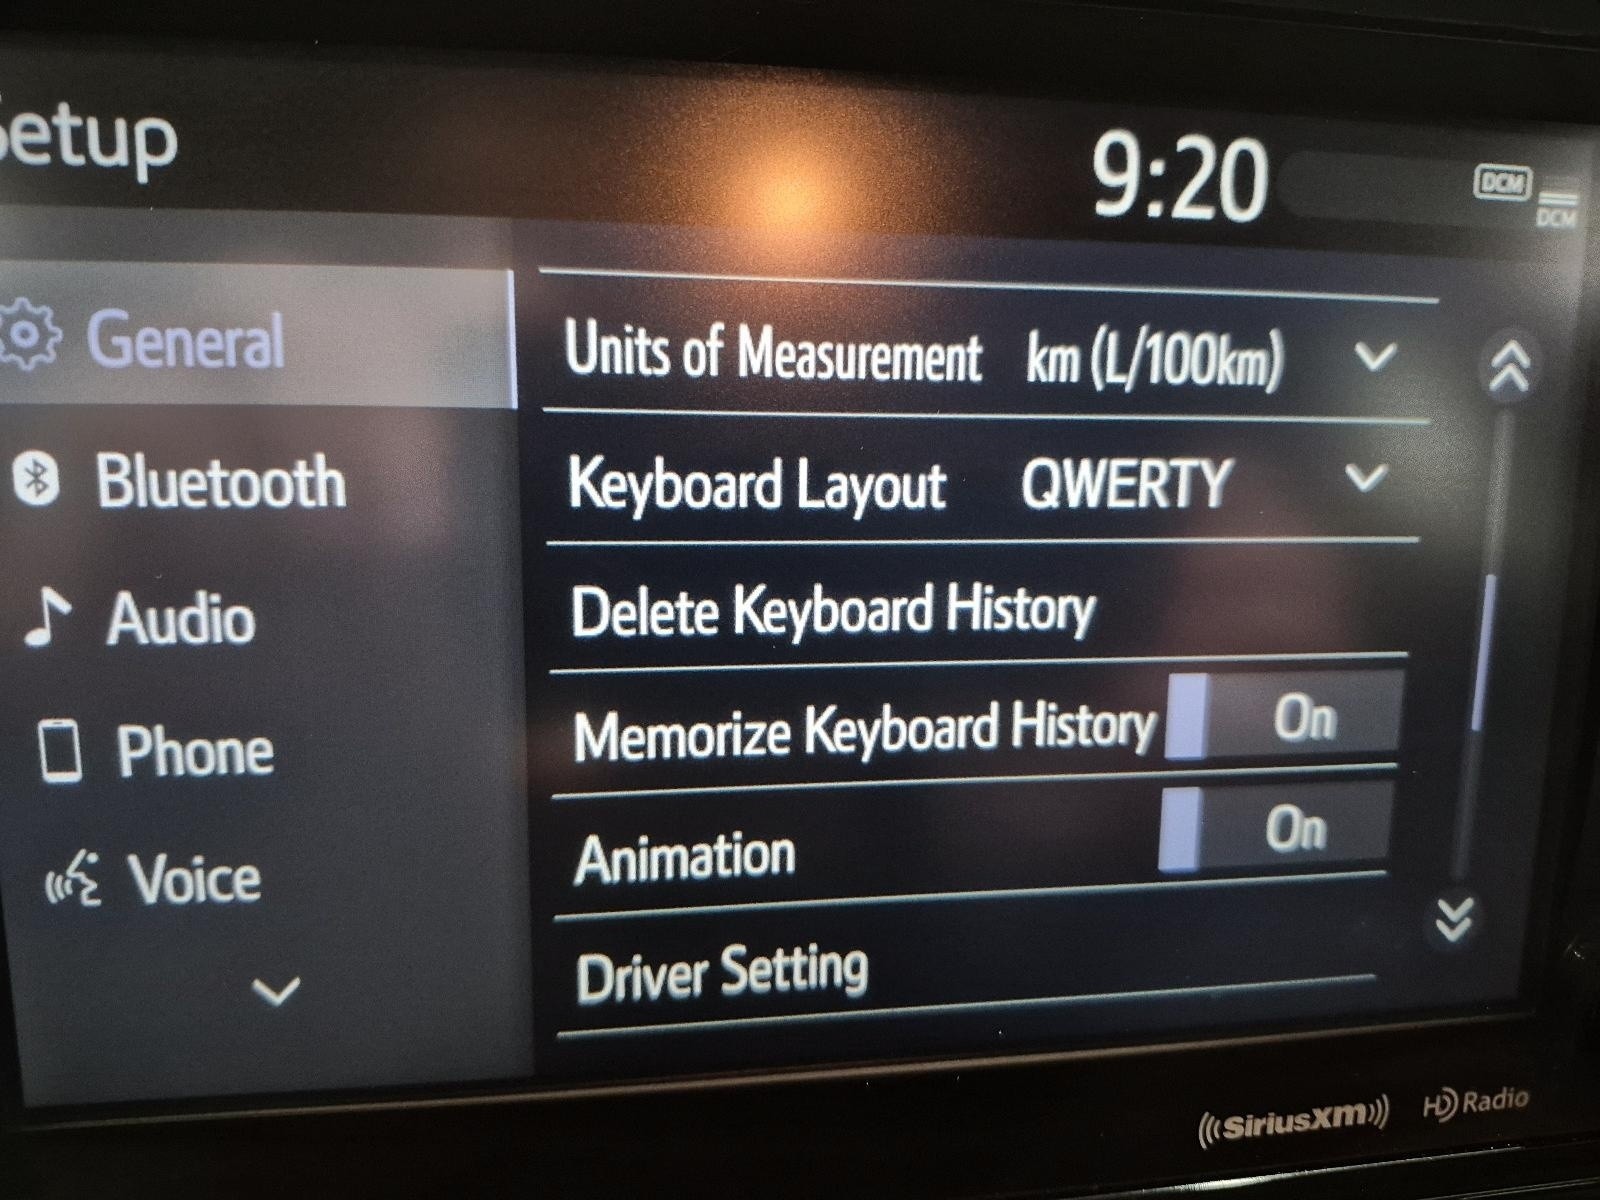 Setup
9:20
DCM
DCM
General
Bluetooth
Audio
Phone
Voice
Units of Measurement km (L/100km)
Keyboard Layout QWERTY
Delete Keyboard History
Memorize Keyboard History On
Animation On
Driver Setting
SiriusXM
HD Radio